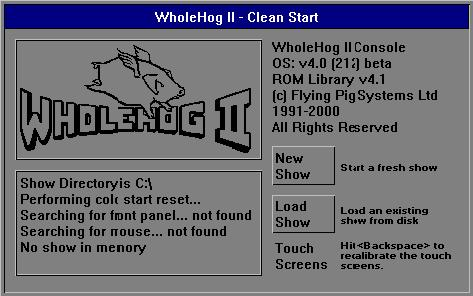 WholeHog II - Clean Start
WHOLEHOG II
WholeHog II Console
OS: v4.0 (212) beta
ROM Library v4.1
(c) Flying Pig Systems Ltd
1991-2000
All Rights Reserved
Show Directory is C:\
Performing cold start reset...
Searching for front panel... not found
Searching for mouse... not found
No show in memory
New
Show
Start a fresh show
Load
Show
Load an existing
show from disk
Touch
Screens
Hit <Backspace> to
recalibrate the touch
screens.